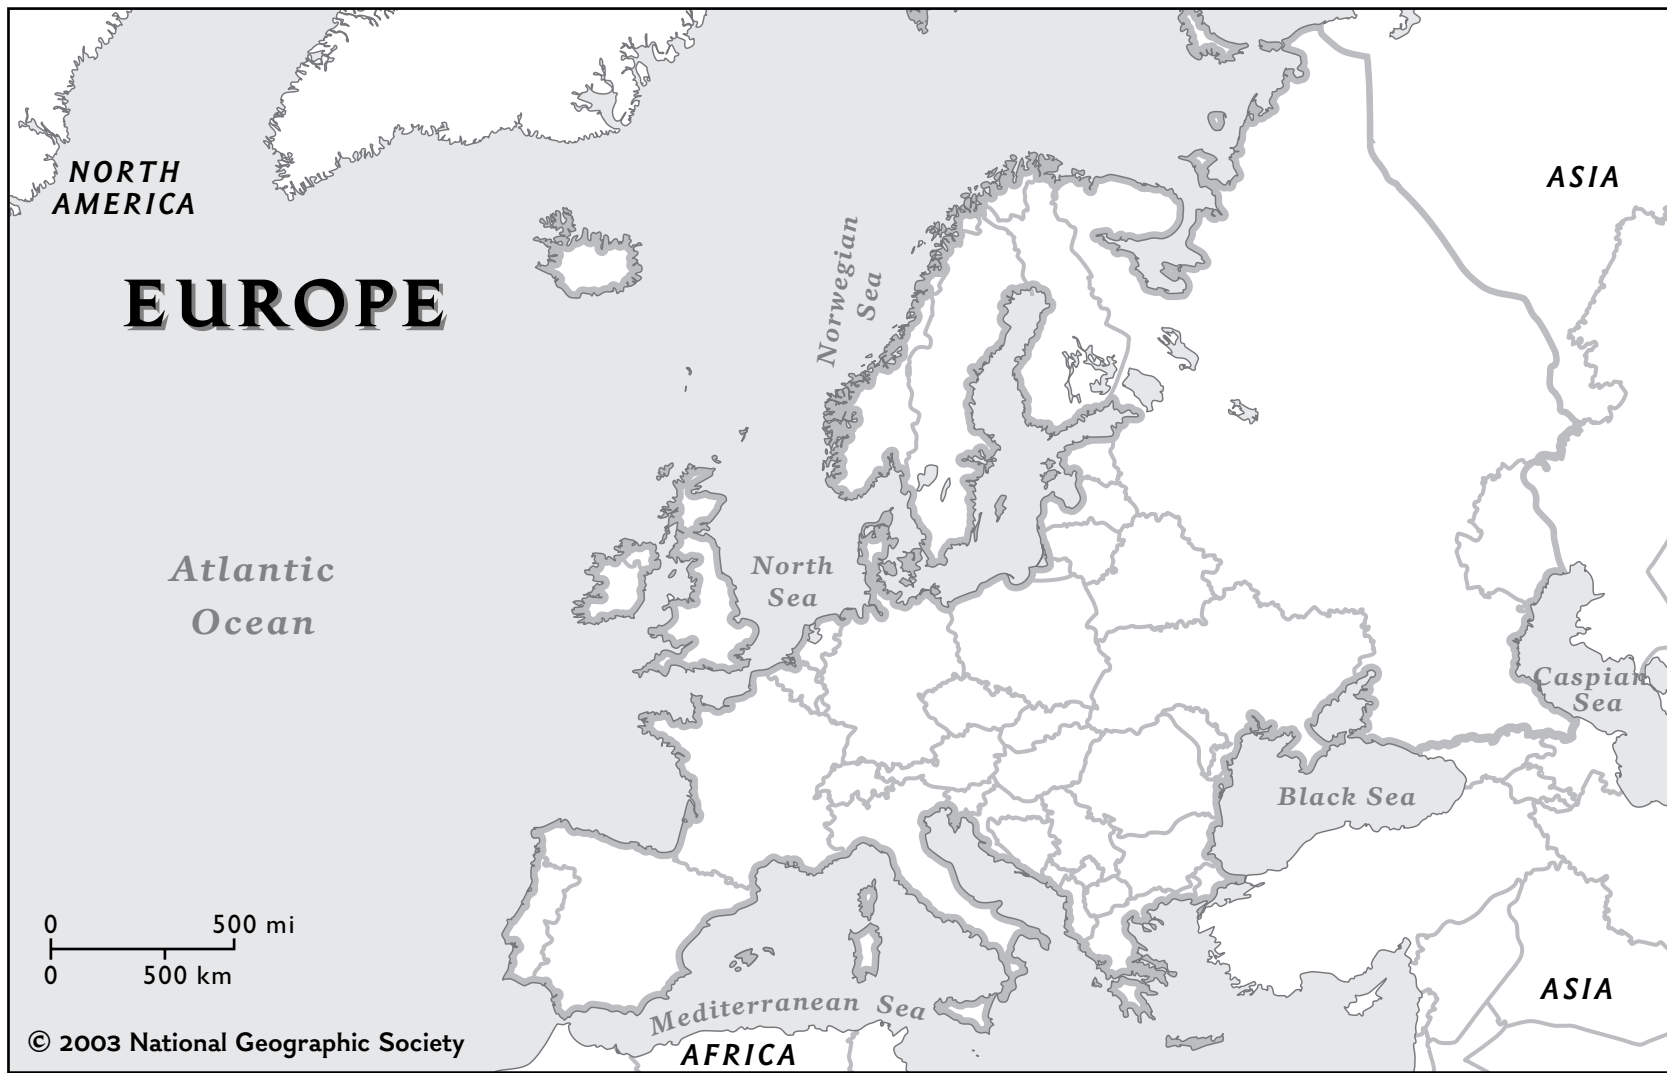 NORTH
AMERICA
ASIA
EUROPE
Norwegian
Sea
Atlantic
Ocean
North
Sea
Caspian
Sea
Black Sea
0 500 mi
0 500 km
Mediterranean Sea
ASIA
© 2003 National Geographic Society
AFRICA